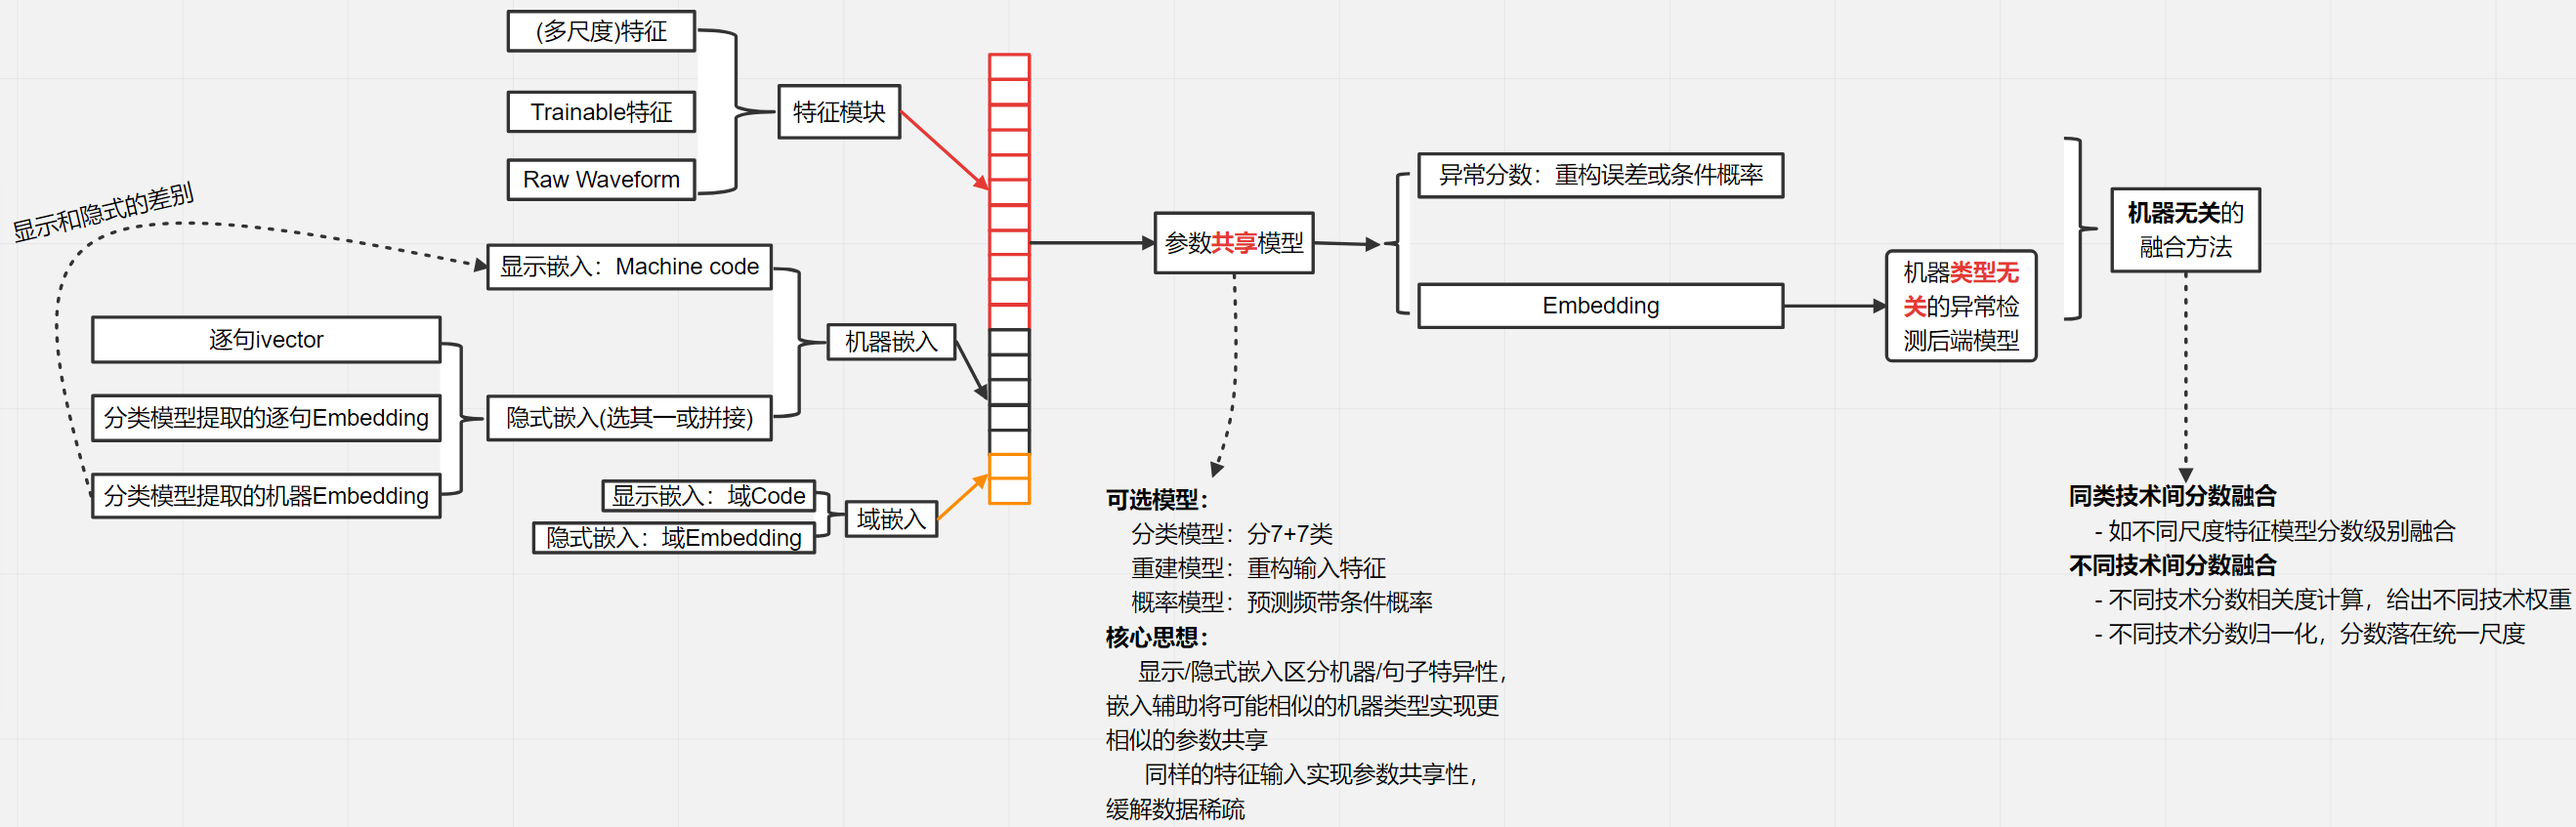 (多尺度)特征
Trainable特征
Raw Waveform
特征模块
显示和隐式的差别
显示嵌入：Machine code
逐句ivector
分类模型提取的逐句Embedding
分类模型提取的机器Embedding
隐式嵌入(选其一或拼接)
机器嵌入
显示嵌入：域Code
隐式嵌入：域Embedding
域嵌入
参数共享模型
异常分数：重构误差或条件概率
Embedding
机器类型无
关的异常检
测后端模型
机器无关的
融合方法
可选模型：
分类模型：分7+7类
重建模型：重构输入特征
概率模型：预测频带条件概率
核心思想：
显示/隐式嵌入区分机器/句子特异性，
嵌入辅助将可能相似的机器类型实现更
相似的参数共享
同样的特征输入实现参数共享性，
缓解数据稀疏
同类技术间分数融合
- 如不同尺度特征模型分数级别融合
不同技术间分数融合
- 不同技术分数相关度计算，给出不同技术权重
- 不同技术分数归一化，分数落在统一尺度